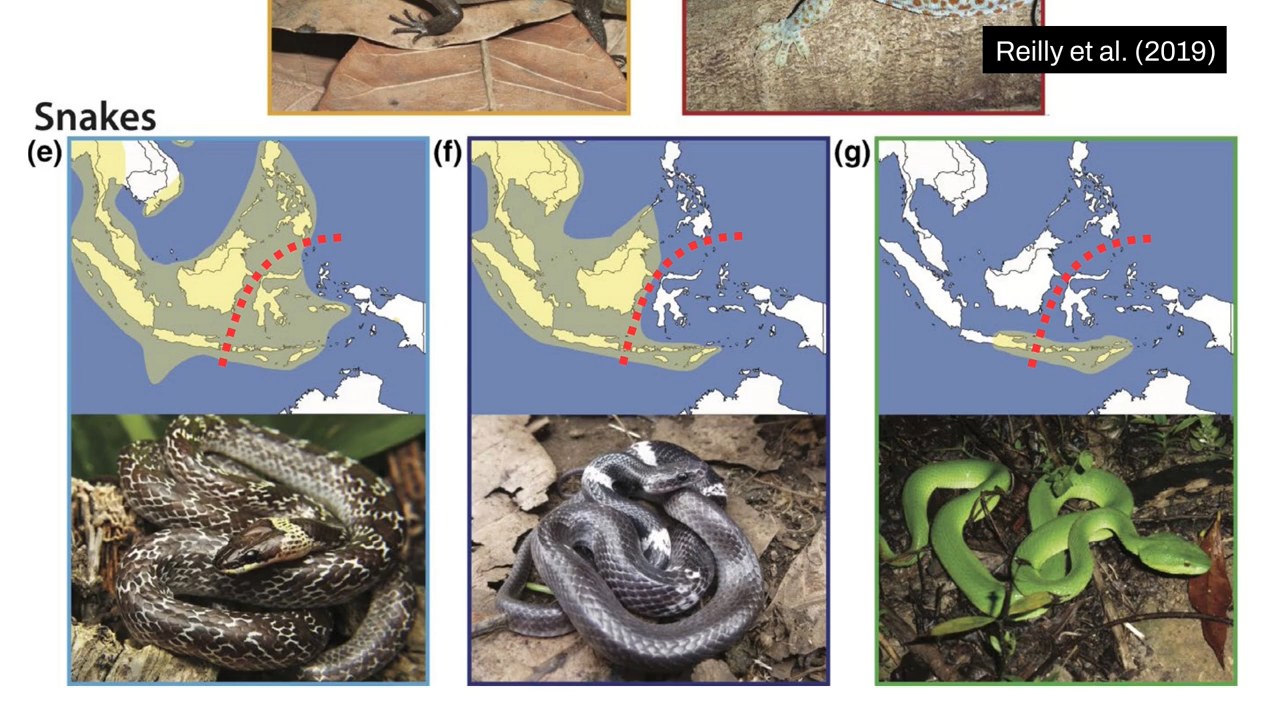 Reilly et al. (2019)
Snakes
(e)
(f)
(g)